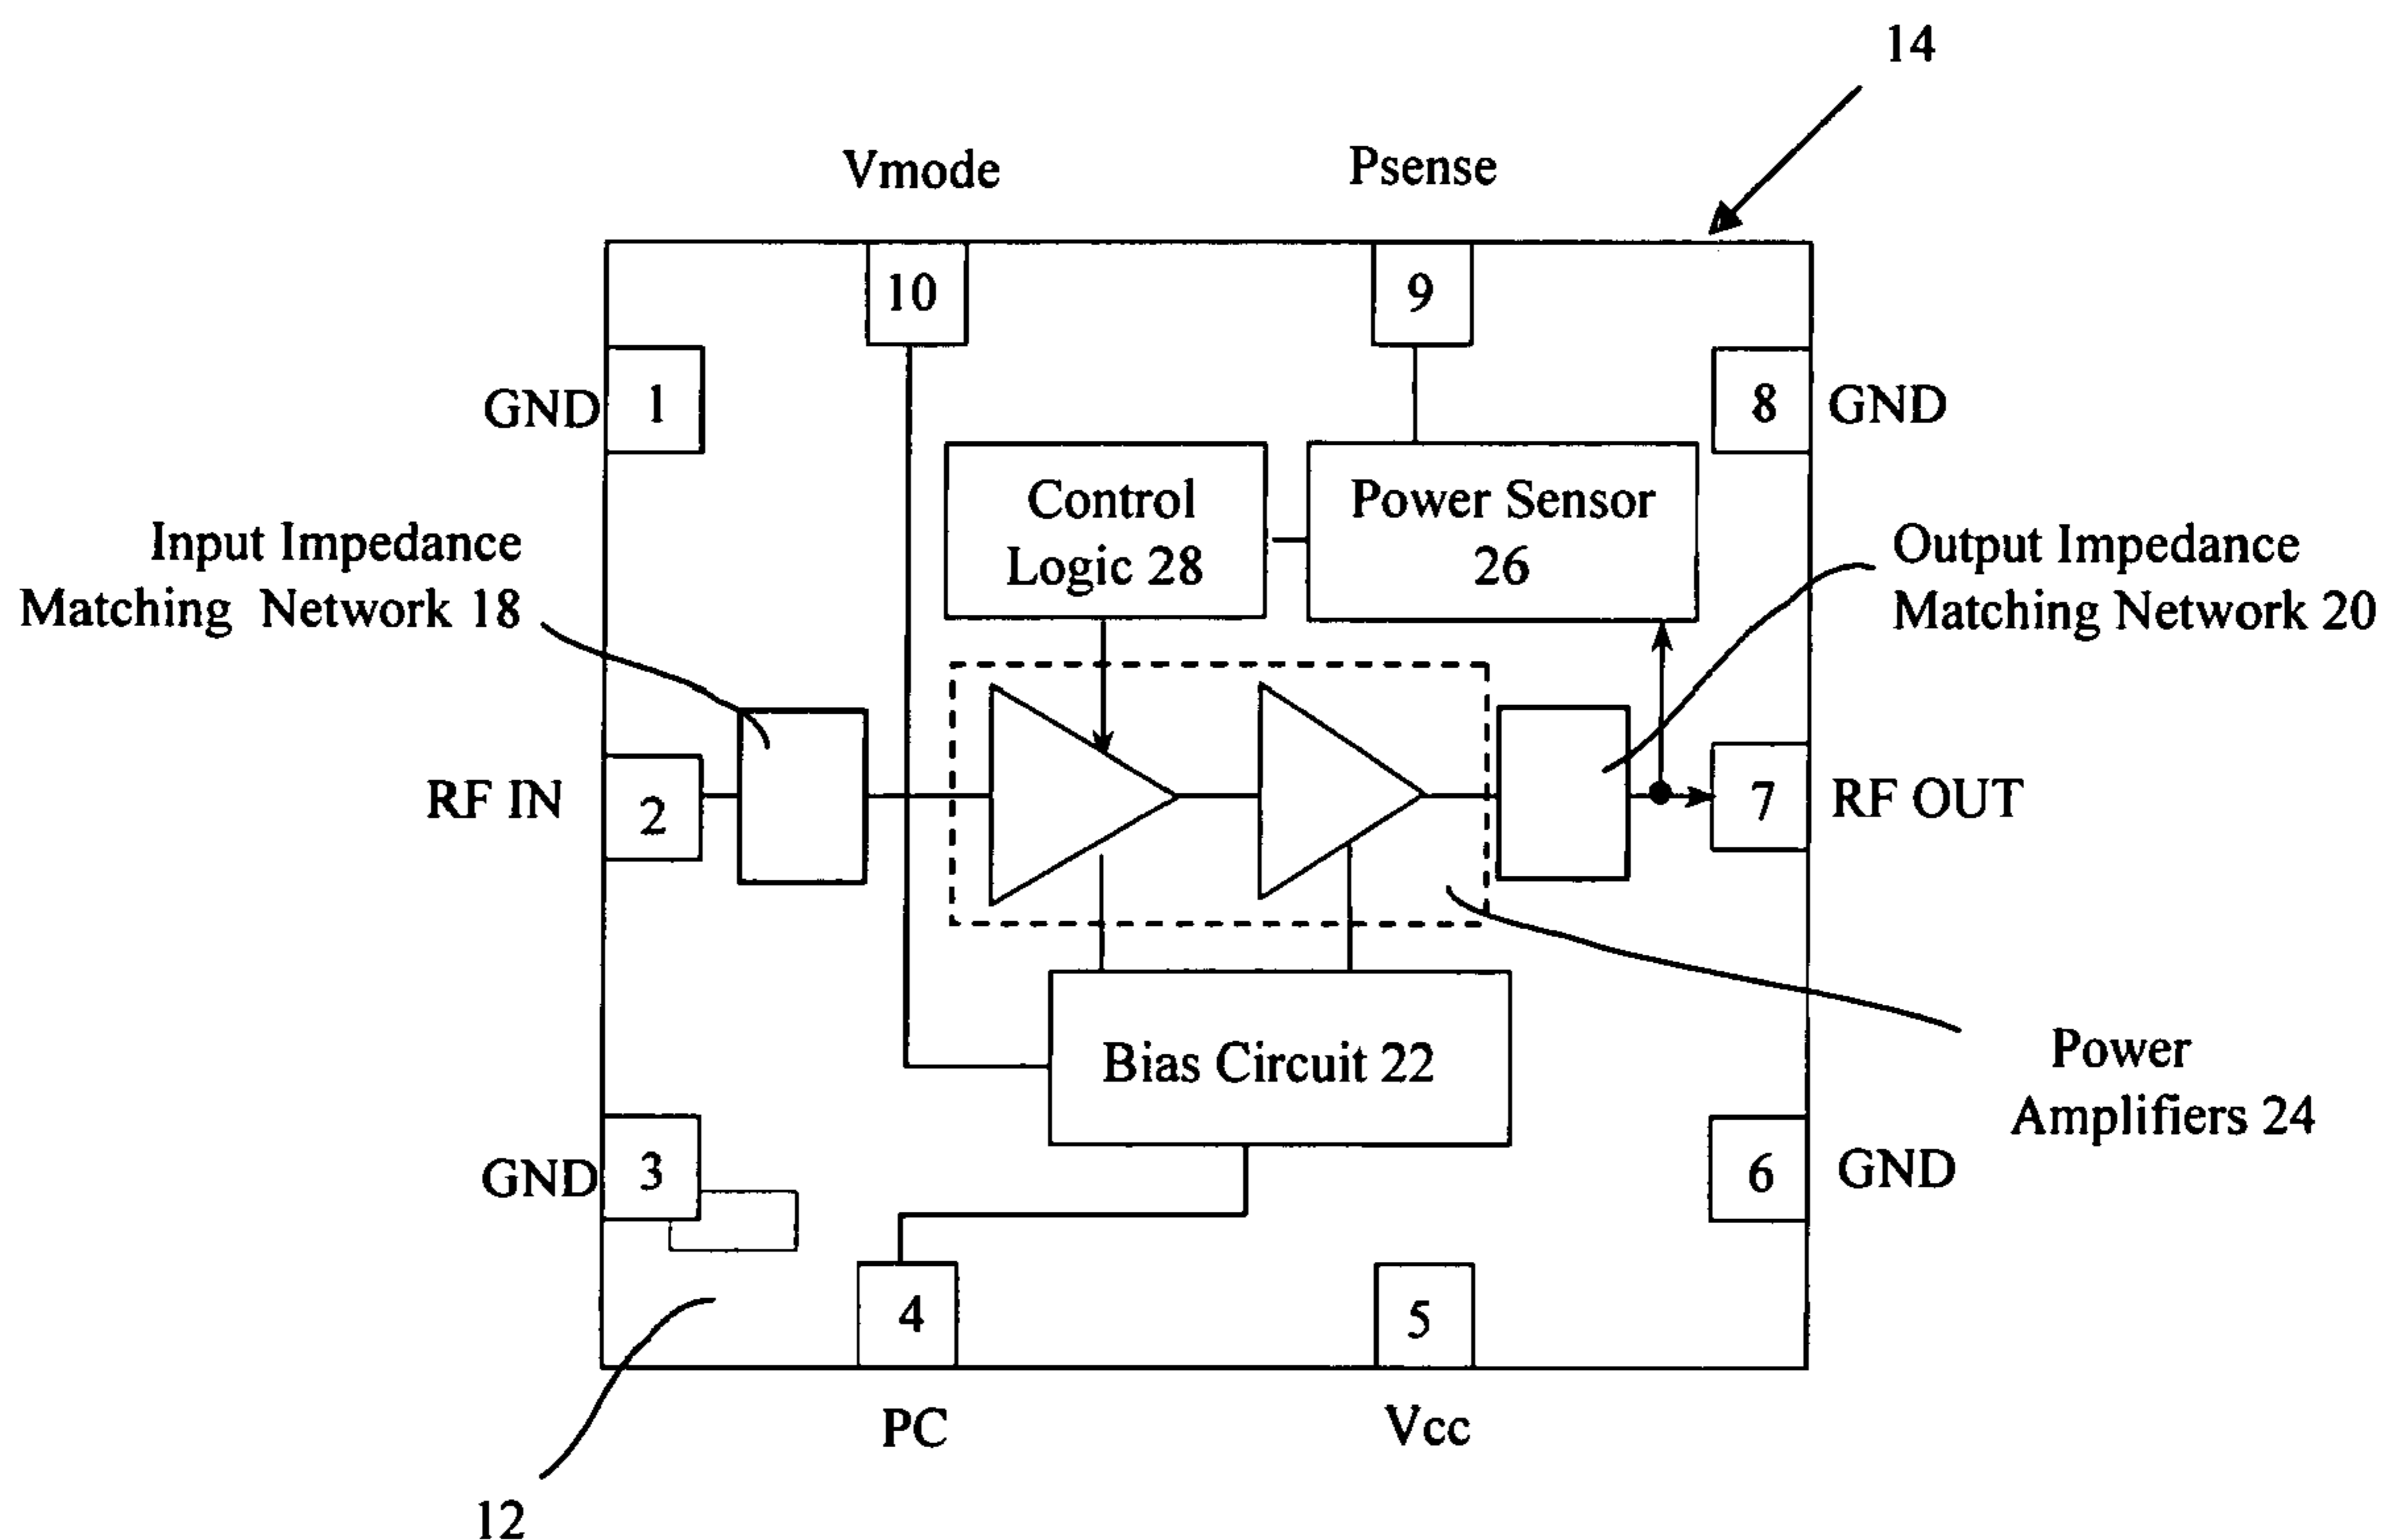 14
Vmode
Psense
10
9
GND
1
8
GND
Control
Logic 28
Power Sensor
26
Input Impedance
Matching Network 18
Output Impedance
Matching Network 20
RF IN
2
7
RF OUT
Bias Circuit 22
Power
Amplifiers 24
GND
3
6
GND
4
5
PC
Vcc
12